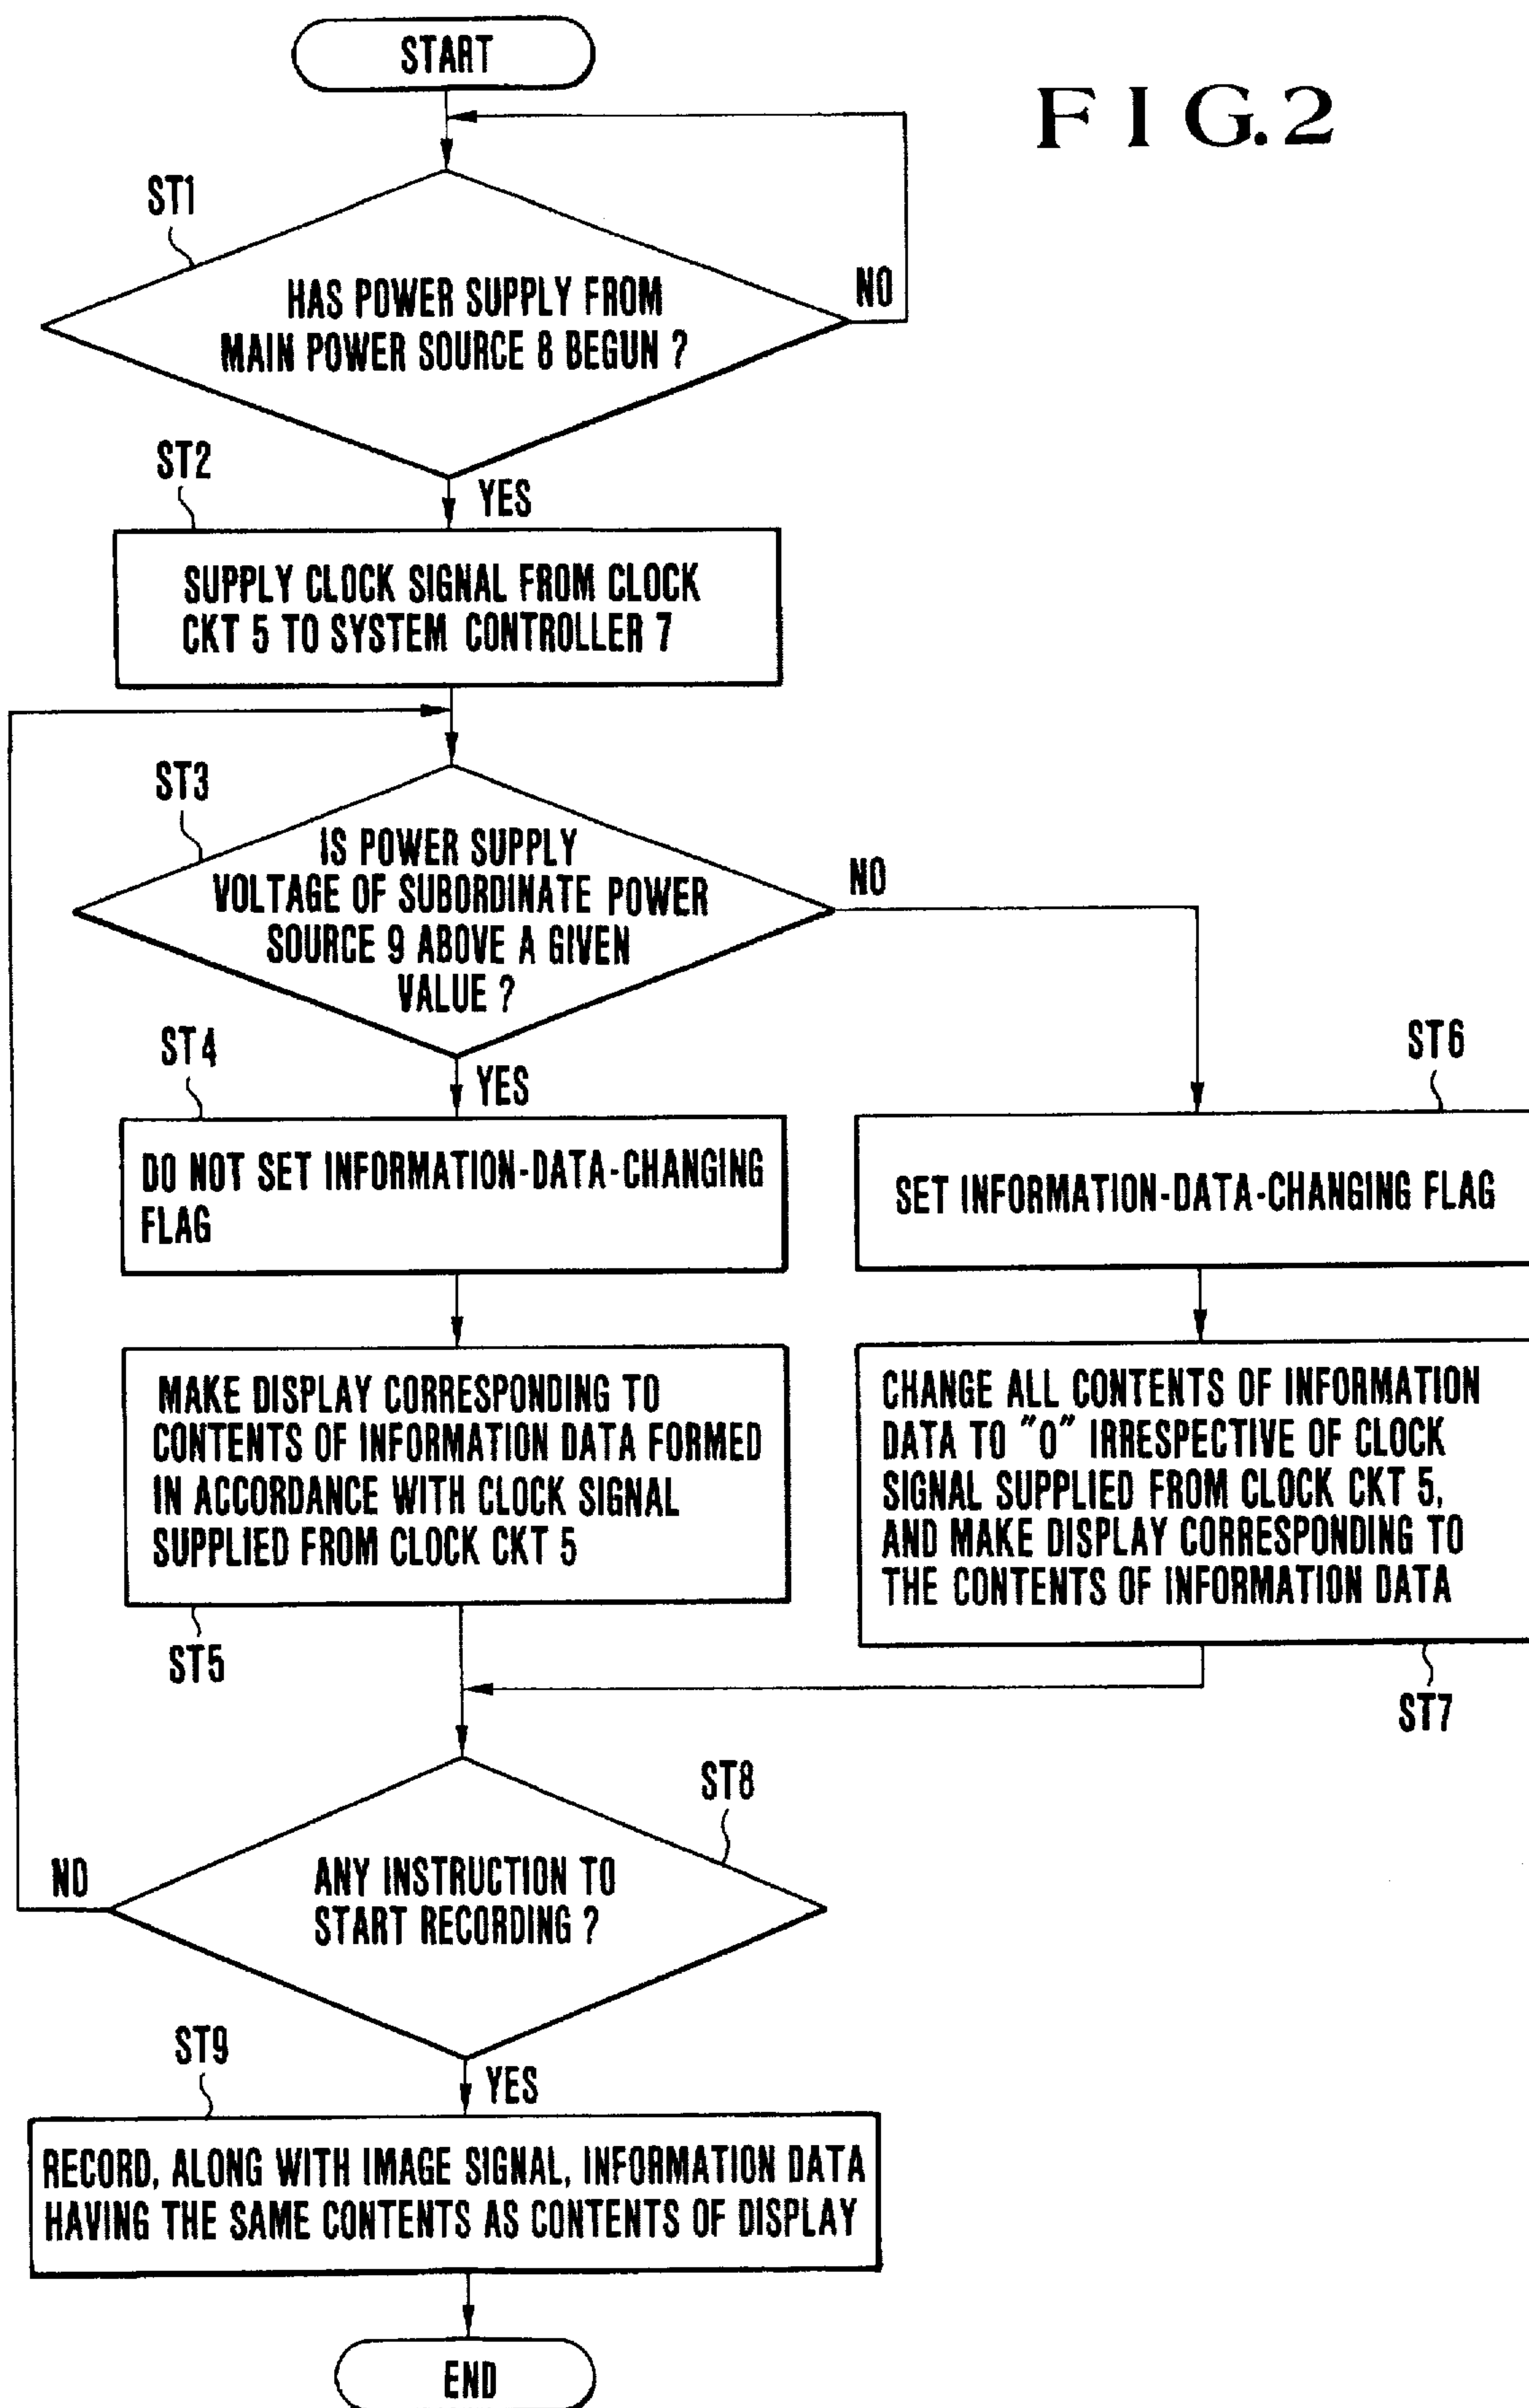 START
FIG.2
ST1
HAS POWER SUPPLY FROM
MAIN POWER SOURCE 8 BEGUN ?
NO
ST2
YES
SUPPLY CLOCK SIGNAL FROM CLOCK
CKT 5 TO SYSTEM CONTROLLER 7
ST3
IS POWER SUPPLY
VOLTAGE OF SUBORDINATE POWER
SOURCE 9 ABOVE A GIVEN
VALUE ?
NO
ST4
YES
DO NOT SET INFORMATION-DATA-CHANGING
FLAG
ST6
SET INFORMATION-DATA-CHANGING FLAG
MAKE DISPLAY CORRESPONDING TO
CONTENTS OF INFORMATION DATA FORMED
IN ACCORDANCE WITH CLOCK SIGNAL
SUPPLIED FROM CLOCK CKT 5
ST5
CHANGE ALL CONTENTS OF INFORMATION
DATA TO "0" IRRESPECTIVE OF CLOCK
SIGNAL SUPPLIED FROM CLOCK CKT 5,
AND MAKE DISPLAY CORRESPONDING TO
THE CONTENTS OF INFORMATION DATA
ST7
ST8
NO
ANY INSTRUCTION TO
START RECORDING ?
ST9
YES
RECORD, ALONG WITH IMAGE SIGNAL, INFORMATION DATA
HAVING THE SAME CONTENTS AS CONTENTS OF DISPLAY
END